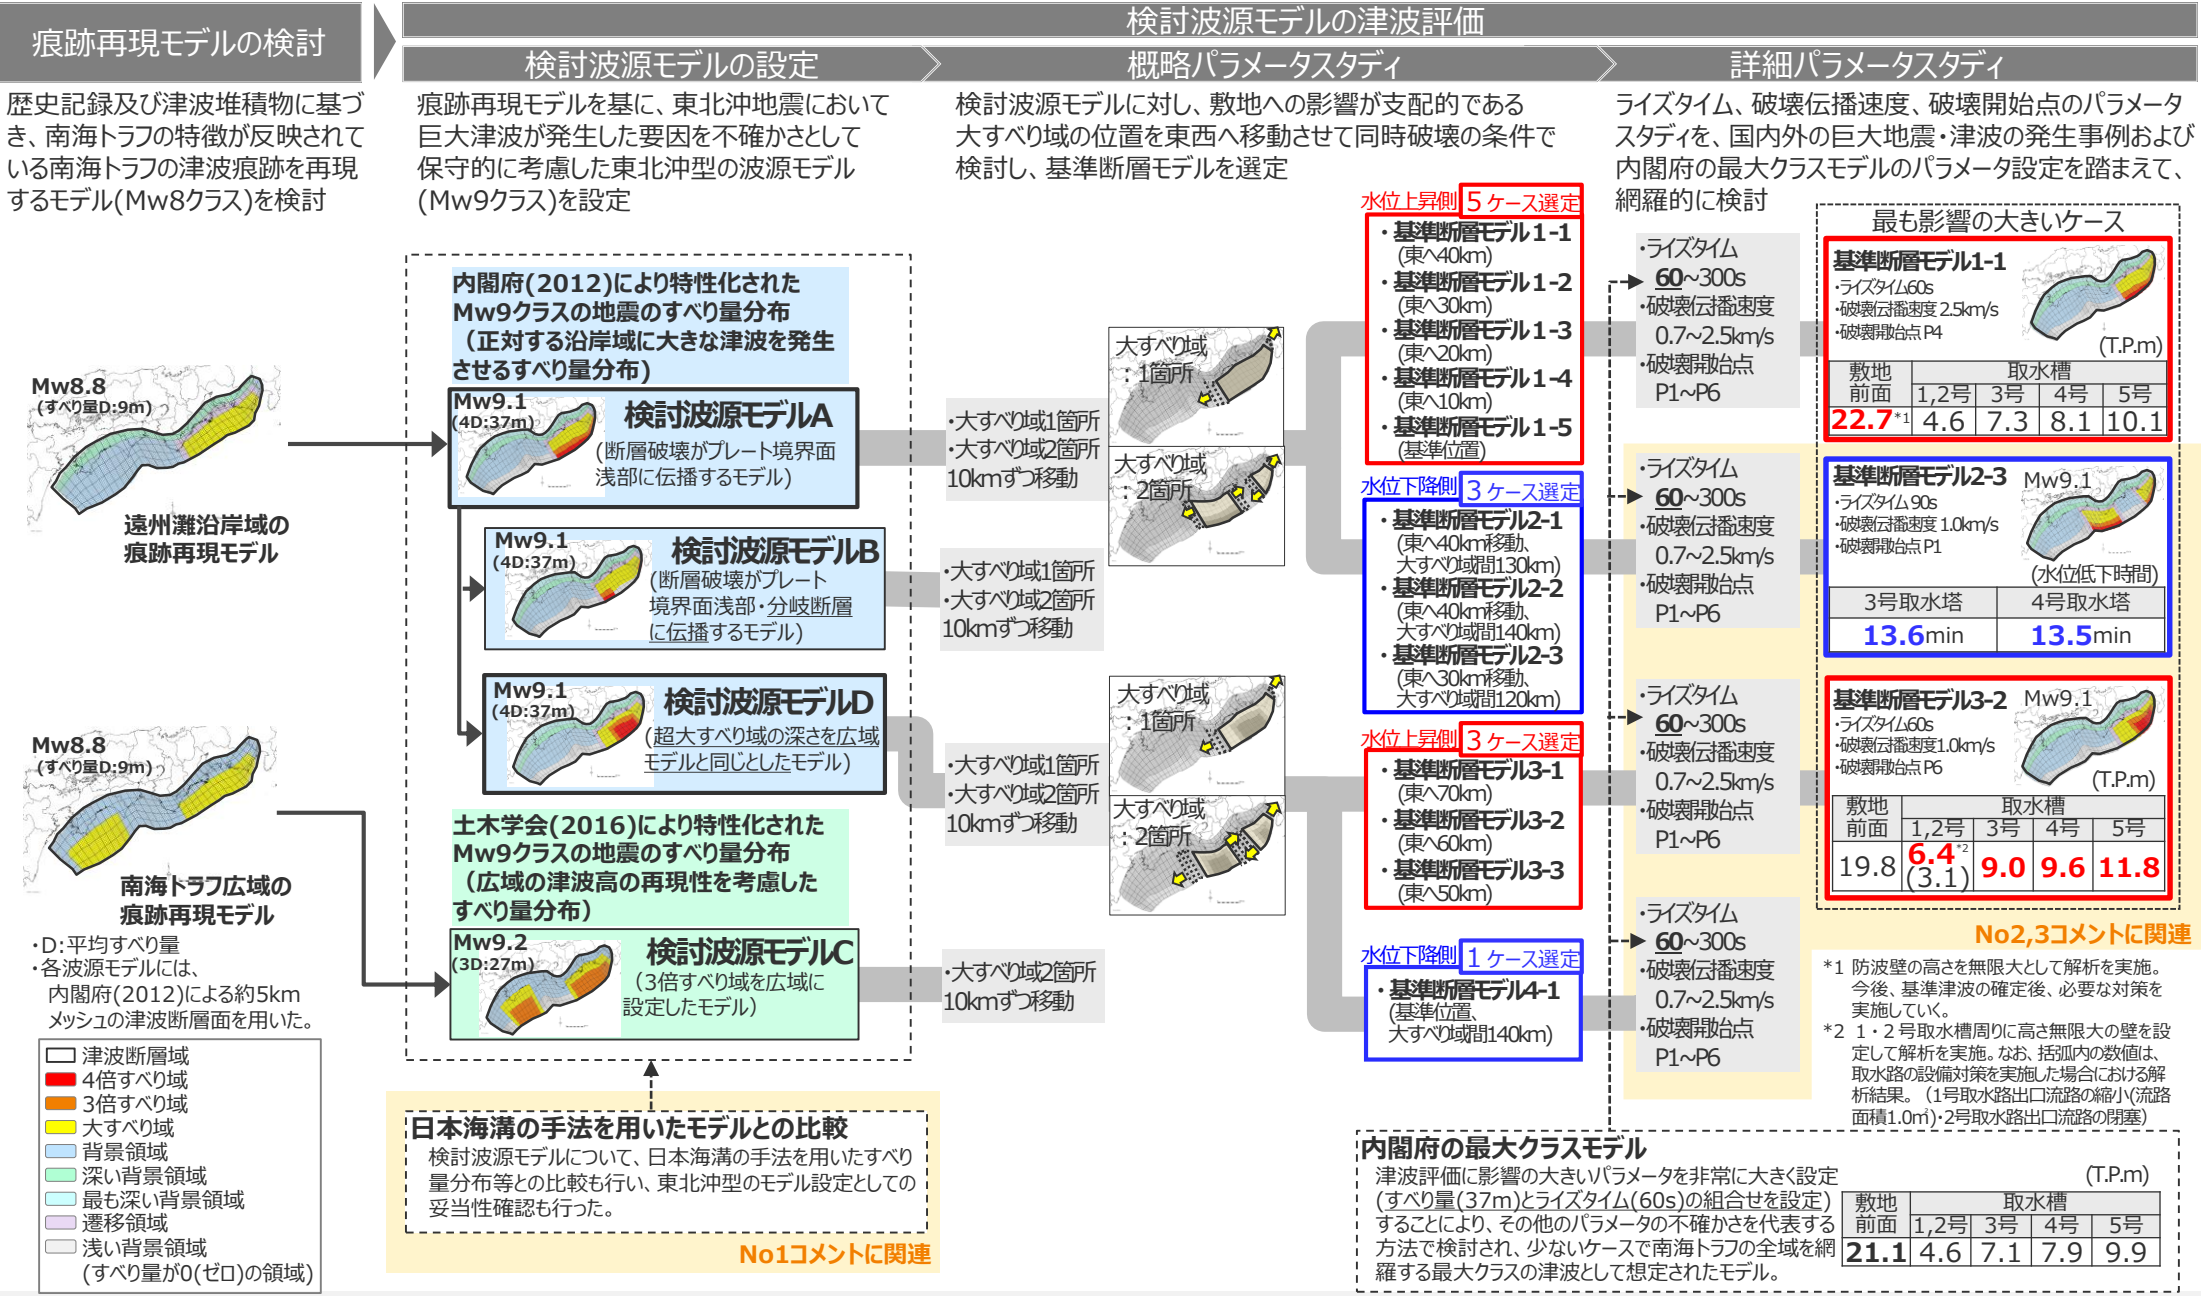 痕跡再現モデルの検討
検討波源モデルの津波評価
検討波源モデルの設定
概略パラメータスタディ
詳細パラメータスタディ
歴史記録及び津波堆積物に基づ
き、南海トラフの特徴が反映されて
いる南海トラフの津波痕跡を再現
するモデル(Mw8クラス)を検討
痕跡再現モデルを基に、東北沖地震において
巨大津波が発生した要因を不確かさとして
保守的に考慮した東北沖型の波源モデル
(Mw9クラス)を設定
検討波源モデルに対し、敷地への影響が支配的である
大すべり域の位置を東西へ移動させて同時破壊の条件で
検討し、基準断層モデルを選定
ライズタイム、破壊伝播速度、破壊開始点のパラメータ
スタディを、国内外の巨大地震・津波の発生事例および
内閣府の最大クラスモデルのパラメータ設定を踏まえて、
網羅的に検討
Mw8.8
(すべり量D:9m)
遠州灘沿岸域の
痕跡再現モデル
Mw8.8
(すべり量D:9m)
南海トラフ広域の
痕跡再現モデル
・D:平均すべり量
・各波源モデルには、
内閣府(2012)による約5km
メッシュの津波断層面を用いた。
津波断層域
4倍すべり域
3倍すべり域
大すべり域
背景領域
深い背景領域
最も深い背景領域
遷移領域
浅い背景領域
(すべり量が0(ゼロ)の領域)
内閣府(2012)により特性化された
Mw9クラスの地震のすべり量分布
（正対する沿岸域に大きな津波を発生
させるすべり量分布)
Mw9.1
(4D:37m)
検討波源モデルA
(断層破壊がプレート境界面
浅部に伝播するモデル)
Mw9.1
(4D:37m)
検討波源モデルB
(断層破壊がプレート
境界面浅部・分岐断層
に伝播するモデル)
Mw9.1
(4D:37m)
検討波源モデルD
(超大すべり域の深さを広域
モデルと同じとしたモデル)
土木学会(2016)により特性化された
Mw9クラスの地震のすべり量分布
（広域の津波高の再現性を考慮した
すべり量分布）
Mw9.2
(3D:27m)
検討波源モデルC
（3倍すべり域を広域に
設定したモデル）
日本海溝の手法を用いたモデルとの比較
検討波源モデルについて、日本海溝の手法を用いたすべり
量分布等との比較も行い、東北沖型のモデル設定としての
妥当性確認も行った。
No1コメントに関連
・大すべり域1箇所
・大すべり域2箇所
10kmずつ移動
・大すべり域1箇所
・大すべり域2箇所
10kmずつ移動
・大すべり域1箇所
・大すべり域2箇所
10kmずつ移動
・大すべり域2箇所
10kmずつ移動
大すべり域
：1箇所
大すべり域
：2箇所
大すべり域
：1箇所
大すべり域
：2箇所
水位上昇側 5 ケース選定
・基準断層モデル1-1
(東へ40km)
・基準断層モデル1-2
(東へ30km)
・基準断層モデル1-3
(東へ20km)
・基準断層モデル1-4
(東へ10km)
・基準断層モデル1-5
(基準位置)
水位下降側 3 ケース選定
・基準断層モデル2-1
(東へ40km移動、
大すべり域間130km)
・基準断層モデル2-2
(東へ40km移動、
大すべり域間140km)
・基準断層モデル2-3
(東へ30km移動、
大すべり域間120km)
水位上昇側 3 ケース選定
・基準断層モデル3-1
(東へ70km)
・基準断層モデル3-2
(東へ60km)
・基準断層モデル3-3
(東へ50km)
水位下降側 1 ケース選定
・基準断層モデル4-1
(基準位置、
大すべり域間140km)
・ライズタイム
60~300s
・破壊伝播速度
0.7~2.5km/s
・破壊開始点
P1~P6
・ライズタイム
60~300s
・破壊伝播速度
0.7~2.5km/s
・破壊開始点
P1~P6
・ライズタイム
60~300s
・破壊伝播速度
0.7~2.5km/s
・破壊開始点
P1~P6
・ライズタイム
60~300s
・破壊伝播速度
0.7~2.5km/s
・破壊開始点
P1~P6
最も影響の大きいケース
基準断層モデル1-1
・ライズタイム60s
・破壊伝播速度 2.5km/s
・破壊開始点 P4
(T.P.m)
敷地前面 取水槽
1,2号 3号 4号 5号
22.7*1 4.6 7.3 8.1 10.1
基準断層モデル2-3 Mw9.1
・ライズタイム 90s
・破壊伝播速度 1.0km/s
・破壊開始点 P1
(水位低下時間)
3号取水塔 4号取水塔
13.6min 13.5min
基準断層モデル3-2 Mw9.1
・ライズタイム60s
・破壊伝播速度1.0km/s
・破壊開始点 P6
(T.P.m)
敷地前面 取水槽
1,2号 3号 4号 5号
19.8 6.4*2 (3.1) 9.0 9.6 11.8
No2,3コメントに関連
*1 防波壁の高さを無限大として解析を実施。
今後、基準津波の確定後、必要な対策を
実施していく。
*2 1・2号取水槽周りに高さ無限大の壁を設
定して解析を実施。なお、括弧内の数値は、
取水路の設備対策を実施した場合における解
析結果。（1号取水路出口流路の縮小(流路
面積1.0㎡)・2号取水路出口流路の閉塞）
内閣府の最大クラスモデル
津波評価に影響の大きいパラメータを非常に大きく設定
(すべり量(37m)とライズタイム(60s)の組合せを設定)
することにより、その他のパラメータの不確かさを代表する
方法で検討され、少ないケースで南海トラフの全域を網
羅する最大クラスの津波として想定されたモデル。
(T.P.m)
敷地前面 取水槽
1,2号 3号 4号 5号
21.1 4.6 7.1 7.9 9.9